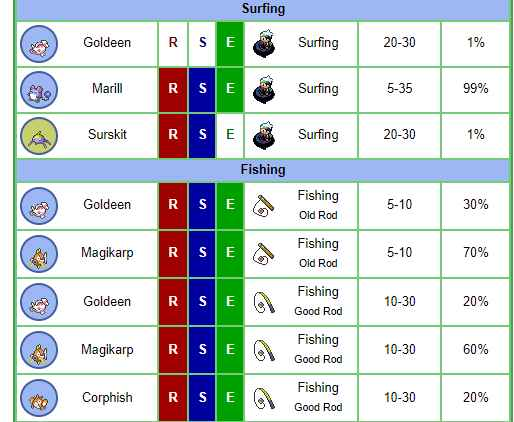 Surfing
Goldeen R S E Surfing 20-30 1%
Marill R S E Surfing 5-35 99%
Surskit R S E Surfing 20-30 1%
Fishing
Goldeen R S E Fishing Old Rod 5-10 30%
Magikarp R S E Fishing Old Rod 5-10 70%
Goldeen R S E Fishing Good Rod 10-30 20%
Magikarp R S E Fishing Good Rod 10-30 60%
Corphish R S E Fishing Good Rod 10-30 20%